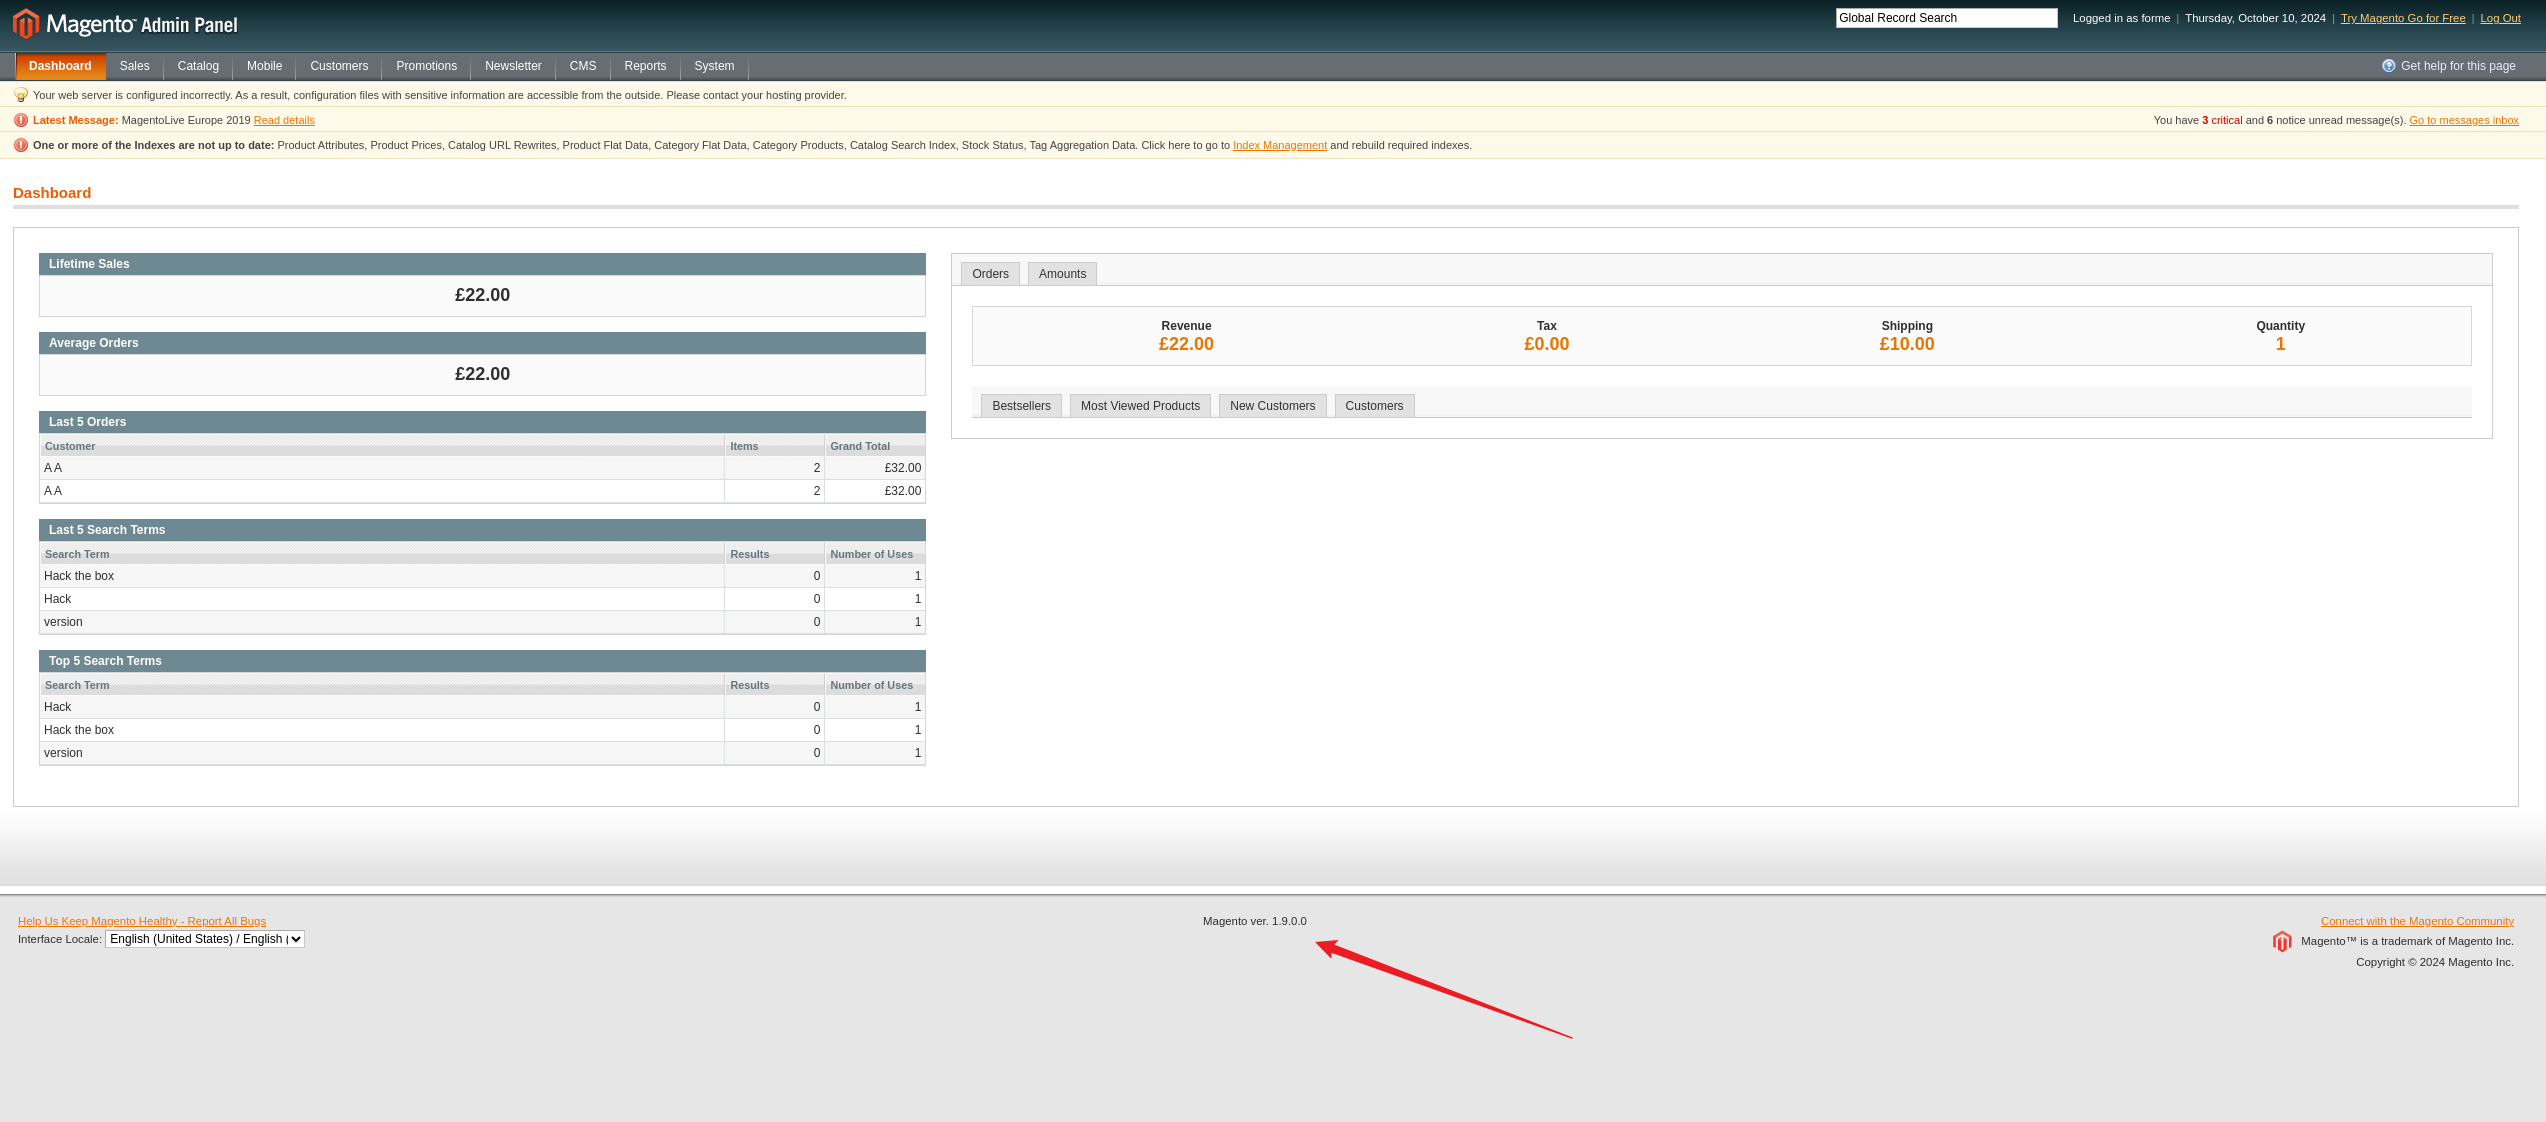 Magento™ Admin Panel
Global Record Search
Logged in as forme | Thursday, October 10, 2024 | Try Magento Go for Free | Log Out
Dashboard Sales Catalog Mobile Customers Promotions Newsletter CMS Reports System
Get help for this page
Your web server is configured incorrectly. As a result, configuration files with sensitive information are accessible from the outside. Please contact your hosting provider.
Latest Message: MagentoLive Europe 2019 Read details
You have 3 critical and 6 notice unread message(s). Go to messages inbox
One or more of the Indexes are not up to date: Product Attributes, Product Prices, Catalog URL Rewrites, Product Flat Data, Category Flat Data, Category Products, Catalog Search Index, Stock Status, Tag Aggregation Data. Click here to go to Index Management and rebuild required indexes.
Dashboard
Lifetime Sales
£22.00
Average Orders
£22.00
Last 5 Orders
Customer Items Grand Total
A A 2 £32.00
A A 2 £32.00
Last 5 Search Terms
Search Term Results Number of Uses
Hack the box 0 1
Hack 0 1
version 0 1
Top 5 Search Terms
Search Term Results Number of Uses
Hack 0 1
Hack the box 0 1
version 0 1
Orders Amounts
Revenue Tax Shipping Quantity
£22.00 £0.00 £10.00 1
Bestsellers Most Viewed Products New Customers Customers
Help Us Keep Magento Healthy - Report All Bugs
Interface Locale: English (United States) / English (
Magento ver. 1.9.0.0
Connect with the Magento Community
Magento™ is a trademark of Magento Inc.
Copyright © 2024 Magento Inc.